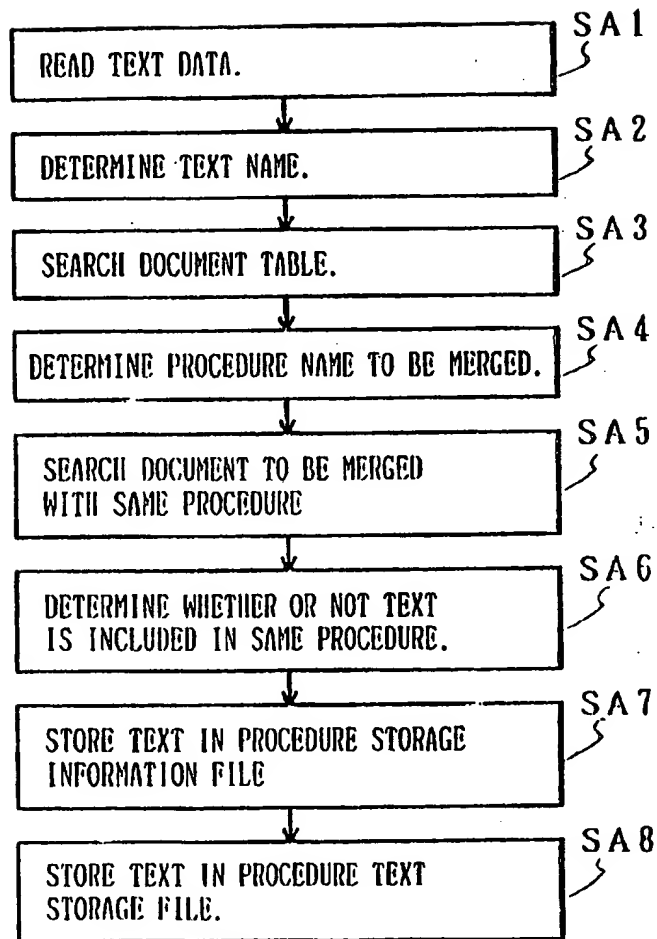 SA1
READ TEXT DATA.
SA2
DETERMINE TEXT NAME.
SA3
SEARCH DOCUMENT TABLE.
SA4
DETERMINE PROCEDURE NAME TO BE MERGED.
SA5
SEARCH DOCUMENT TO BE MERGED
WITH SAME PROCEDURE
SA6
DETERMINE WHETHER OR NOT TEXT
IS INCLUDED IN SAME PROCEDURE.
SA7
STORE TEXT IN PROCEDURE STORAGE
INFORMATION FILE
SA8
STORE TEXT IN PROCEDURE TEXT
STORAGE FILE.